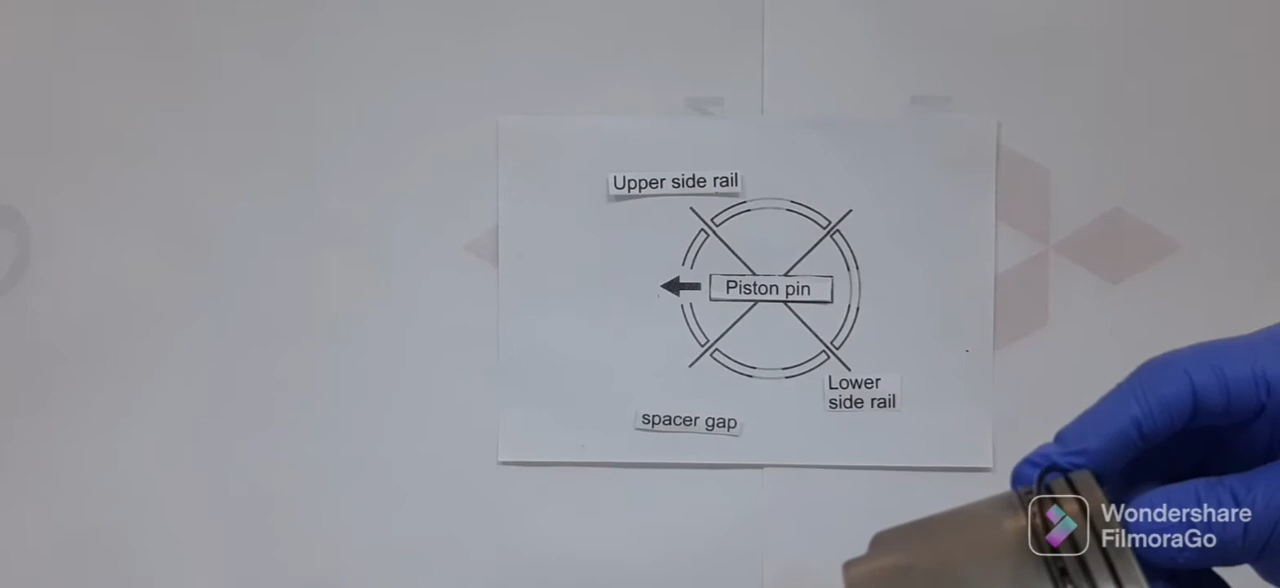 Upper side rail
Piston pin
Lower
side rail
spacer gap
Wondershare
FilmoraGo